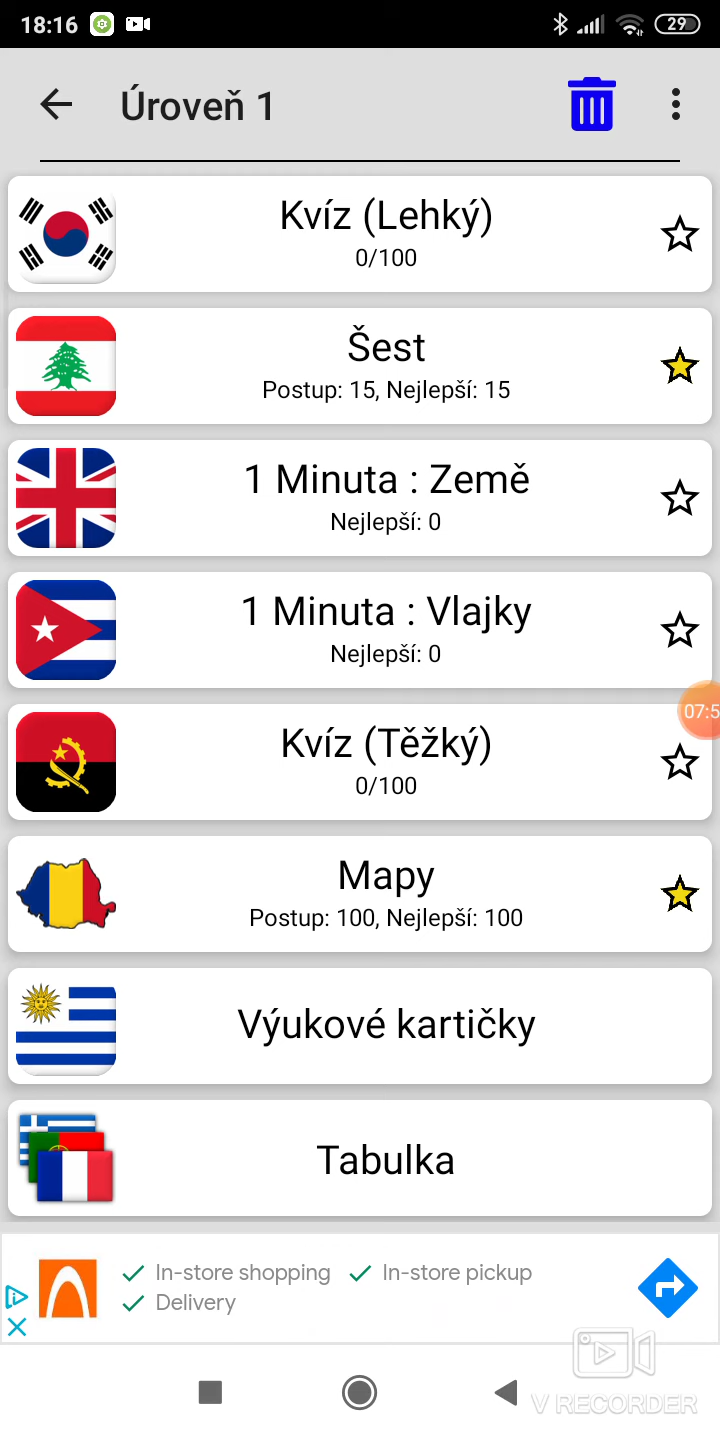 18:16
29
Úroveň 1
Kvíz (Lehký)
0/100
Šest
Postup: 15, Nejlepší: 15
1 Minuta : Země
Nejlepší: 0
1 Minuta : Vlajky
Nejlepší: 0
07:5
Kvíz (Těžký)
0/100
Mapy
Postup: 100, Nejlepší: 100
Výukové kartičky
Tabulka
In-store shopping In-store pickup
Delivery
V RECORDER